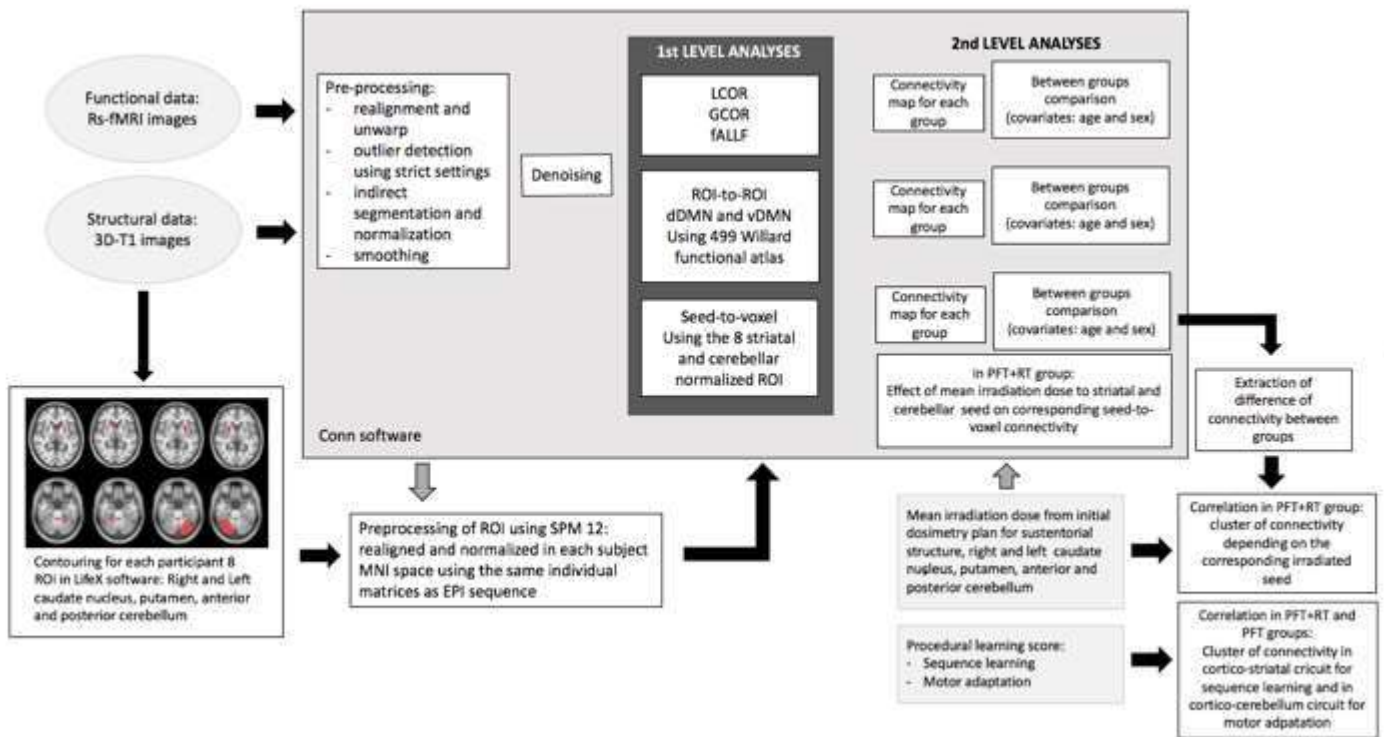 Functional data:
Rs-fMRI images
Structural data:
3D-T1 images
Pre-processing:
- realignment and
unwarp
- outlier detection
using strict settings
- indirect
segmentation and
normalization
- smoothing
Denoising
1st LEVEL ANALYSES
LCOR
GCOR
fALLF
ROI-to-ROI
dDMN and vDMN
Using 499 Willard
functional atlas
Seed-to-voxel
Using the 8 striatal
and cerebellar
normalized ROI
2nd LEVEL ANALYSES
Connectivity
map for each
group
Between groups
comparison
(covariates: age and sex)
Connectivity
map for each
group
Between groups
comparison
(covariates: age and sex)
Connectivity
map for each
group
Between groups
comparison
(covariates: age and sex)
In PFT+RT group:
Effect of mean irradiation dose to striatal and
cerebellar seed on corresponding seed-to-
voxel connectivity
Conn software
Extraction of
difference of
connectivity between
groups
Contouring for each participant 8
ROI in LifeX software: Right and Left
caudate nucleus, putamen, anterior
and posterior cerebellum
Preprocessing of ROI using SPM 12:
realigned and normalized in each subject
MNI space using the same individual
matrices as EPI sequence
Mean irradiation dose from initial
dosimetry plan for sustentorial
structure, right and left caudate
nucleus, putamen, anterior and
posterior cerebellum
Correlation in PFT+RT group:
cluster of connectivity
depending on the
corresponding irradiated
seed
Procedural learning score:
- Sequence learning
- Motor adaptation
Correlation in PFT+RT and
PFT groups:
Cluster of connectivity in
cortico-striatal cricuit for
sequence learning and in
cortico-cerebellum circuit for
motor adpatation